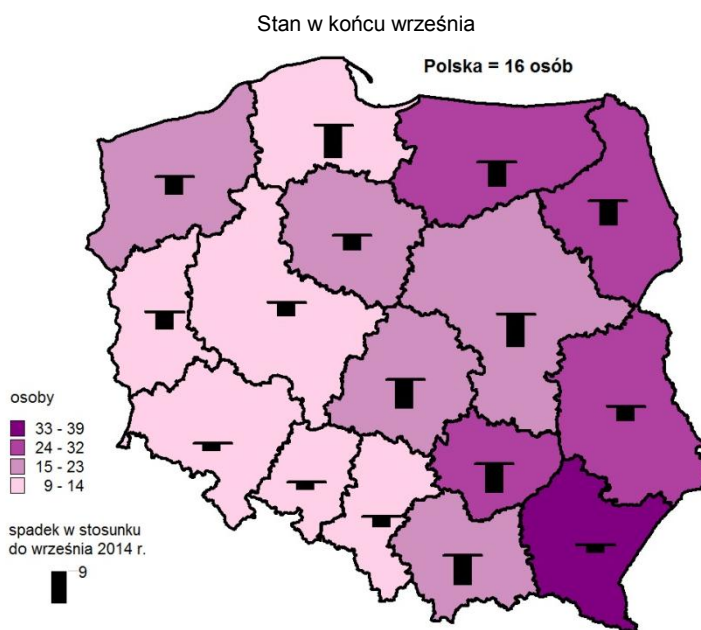 Stan w końcu września
Polska = 16 osób
osoby
33 - 39
24 - 32
15 - 23
9 - 14
spadek w stosunku
do września 2014 r.
9